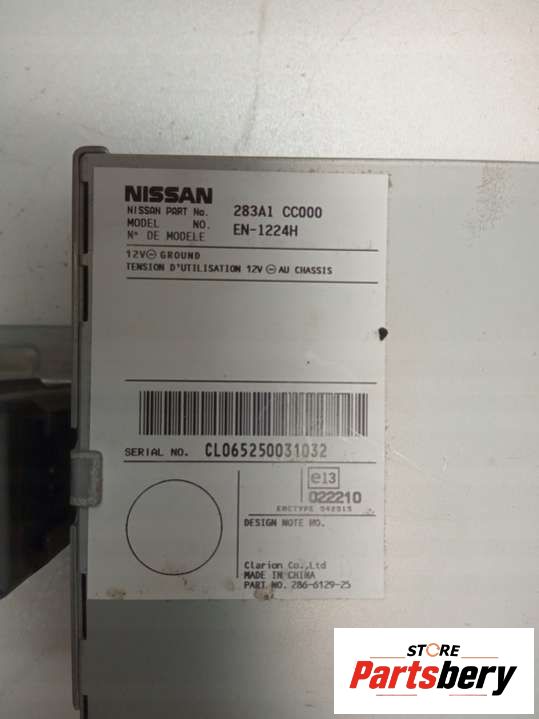 NISSAN
NISSAN PART No. 283A1 CC000
MODEL NO. EN-1224H
N° DE MODELE
12V⊖ GROUND
TENSION D'UTILISATION 12V ⊖ AU CHASSIS
SERIAL NO. CL065250031032
e13
022210
EMCTYPE 042015
DESIGN NOTE NO.
Clarion Co.,Ltd
MADE IN CHINA
PART NO. 286-6129-25
STORE
Partsbery